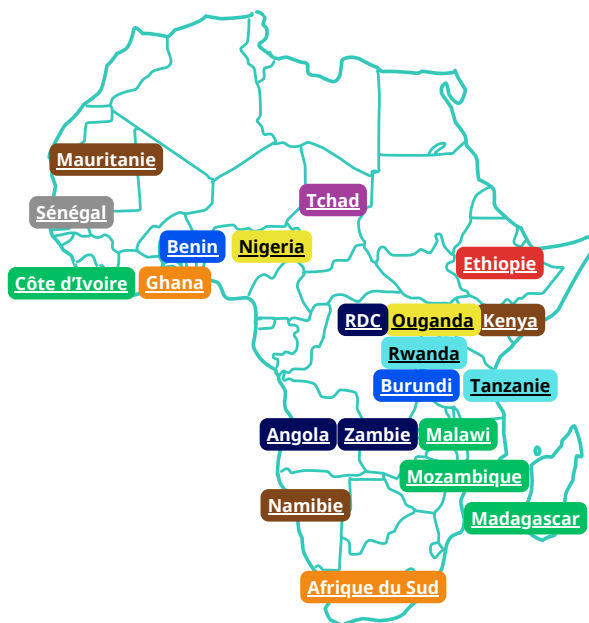 Mauritanie
Tchad
Sénégal
Benin
Nigeria
Ethiopie
Côte d'Ivoire
Ghana
RDC
Ouganda
Kenya
Rwanda
Burundi
Tanzanie
Angola
Zambie
Malawi
Mozambique
Namibie
Madagascar
Afrique du Sud